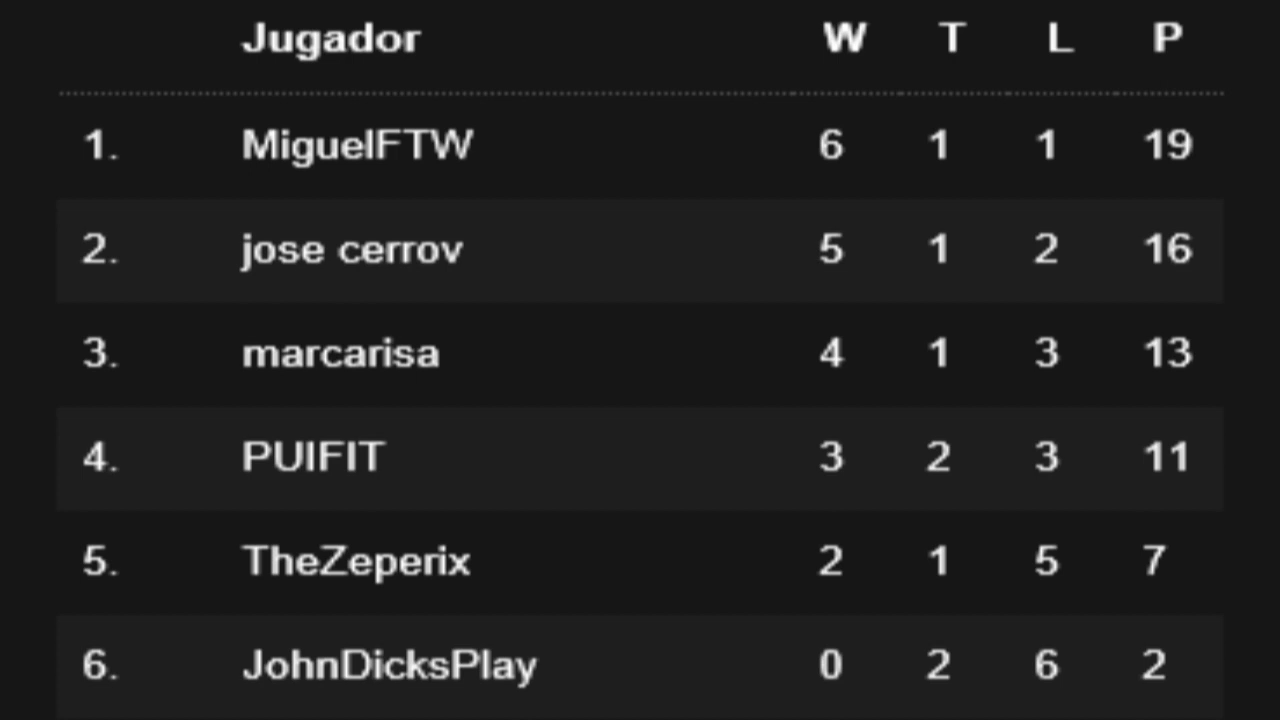 Jugador W T L P
1. MiguelFTW 6 1 1 19
2. jose cerrov 5 1 2 16
3. marcarisa 4 1 3 13
4. PUIFIT 3 2 3 11
5. TheZeperix 2 1 5 7
6. JohnDicksPlay 0 2 6 2